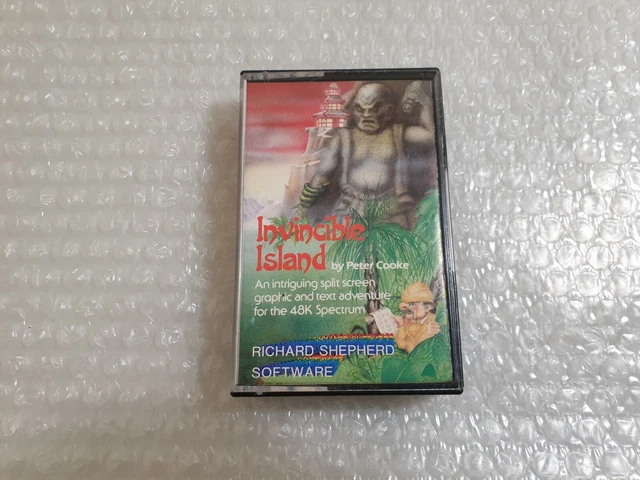 Invincible
Island by Peter Cooke
An intriguing split screen
graphic and text adventure
for the 48K Spectrum
RICHARD SHEPHERD
SOFTWARE